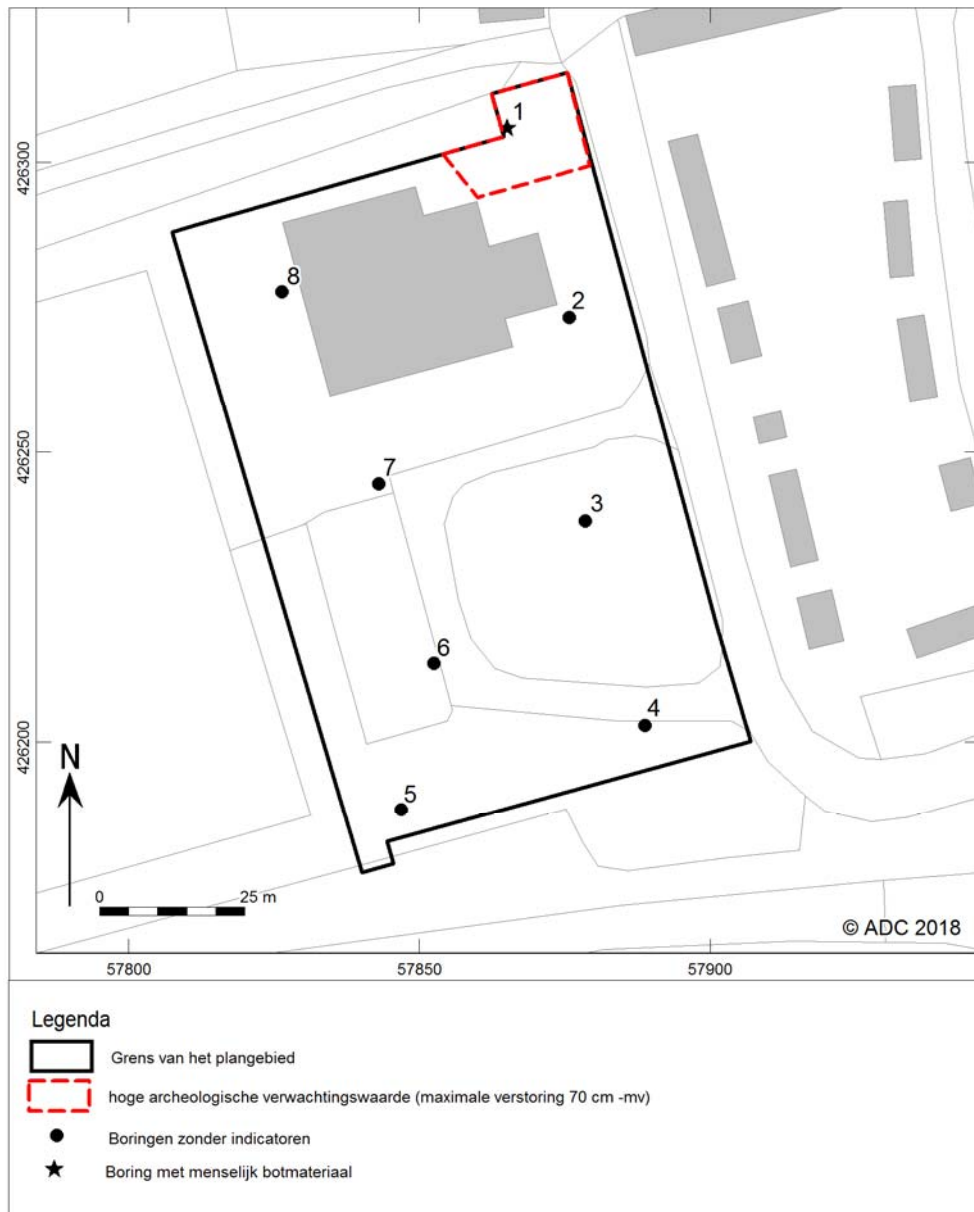 1
426300
8
2
426250
7
3
6
426200
4
N
5
0 25 m
© ADC 2018
57800 57850 57900
Legenda
Grens van het plangebied
hoge archeologische verwachtingswaarde (maximale verstoring 70 cm -mv)
Boringen zonder indicatoren
Boring met menselijk botmateriaal